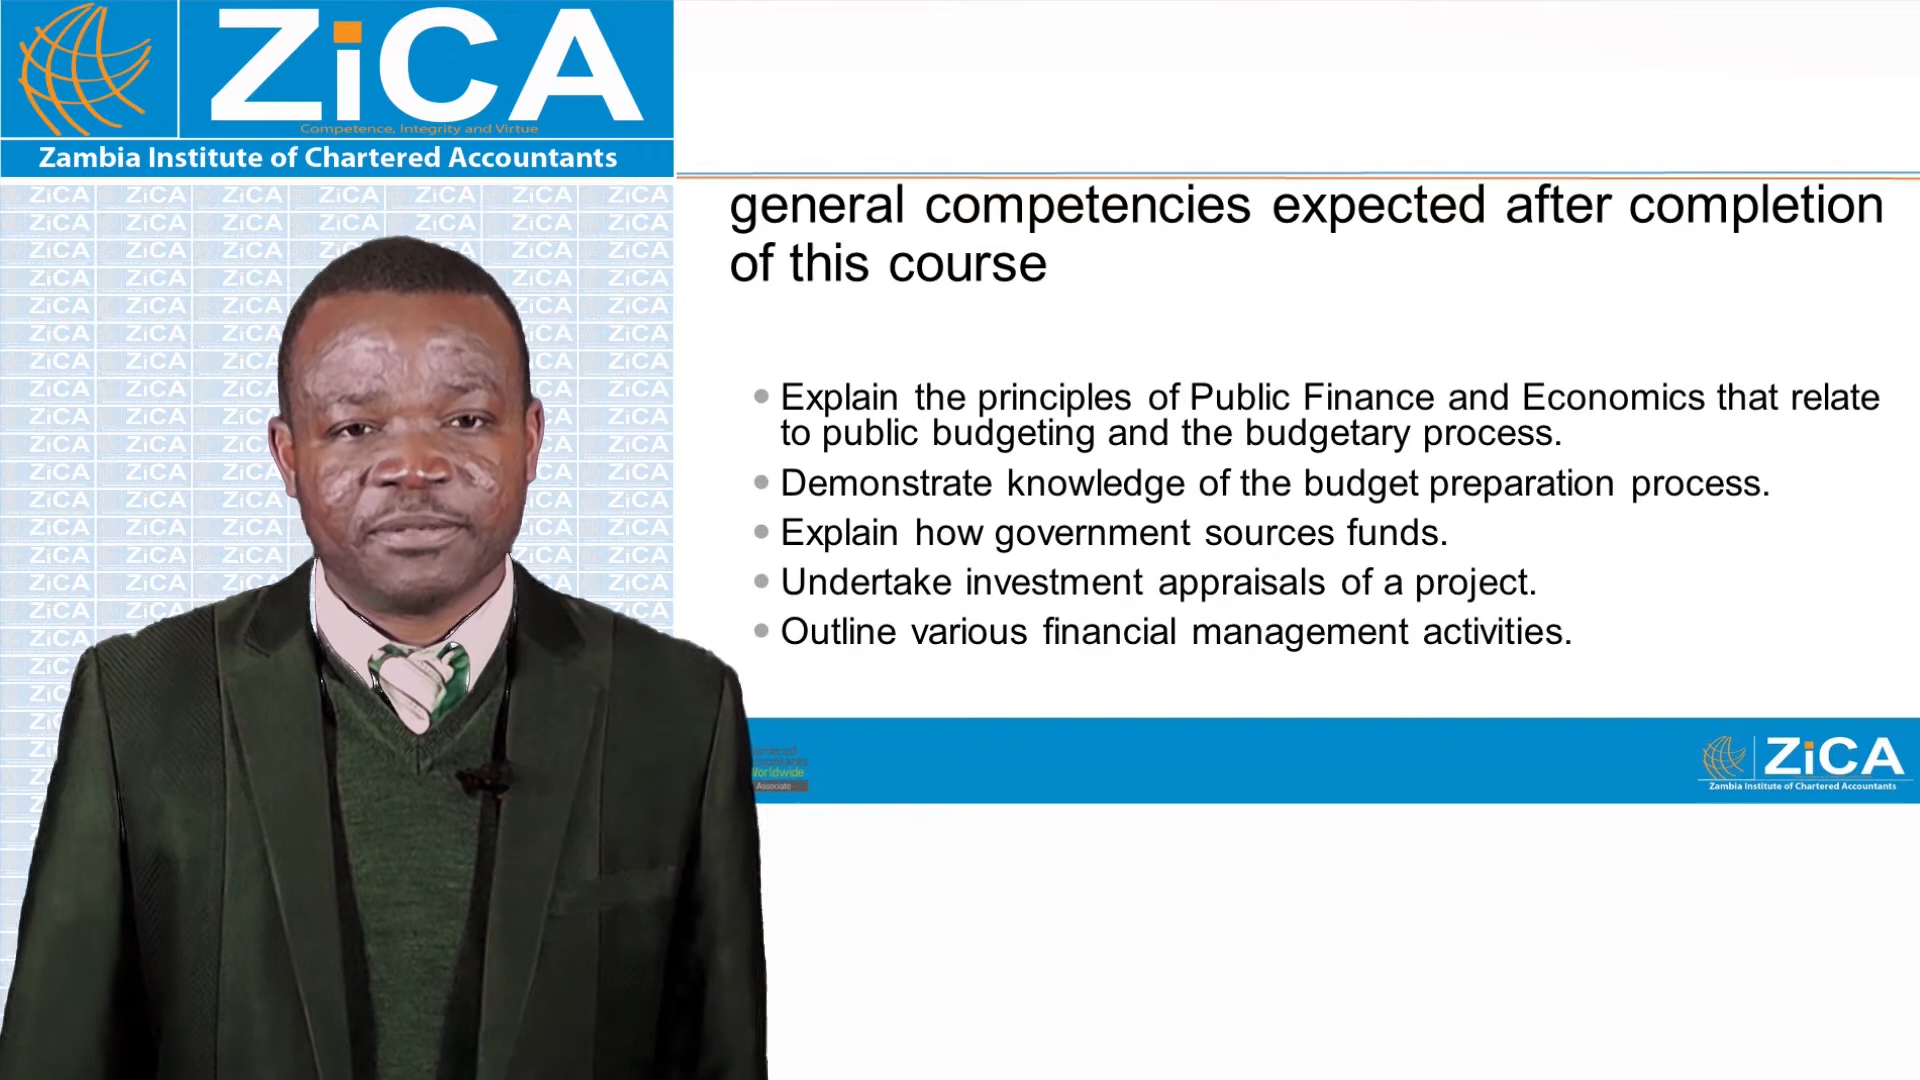 ZiCA
Competence, Integrity and Virtue
Zambia Institute of Chartered Accountants
general competencies expected after completion
of this course
• Explain the principles of Public Finance and Economics that relate
to public budgeting and the budgetary process.
• Demonstrate knowledge of the budget preparation process.
• Explain how government sources funds.
• Undertake investment appraisals of a project.
• Outline various financial management activities.
Worldwide
Associate
ZiCA
Zambia Institute of Chartered Accountants